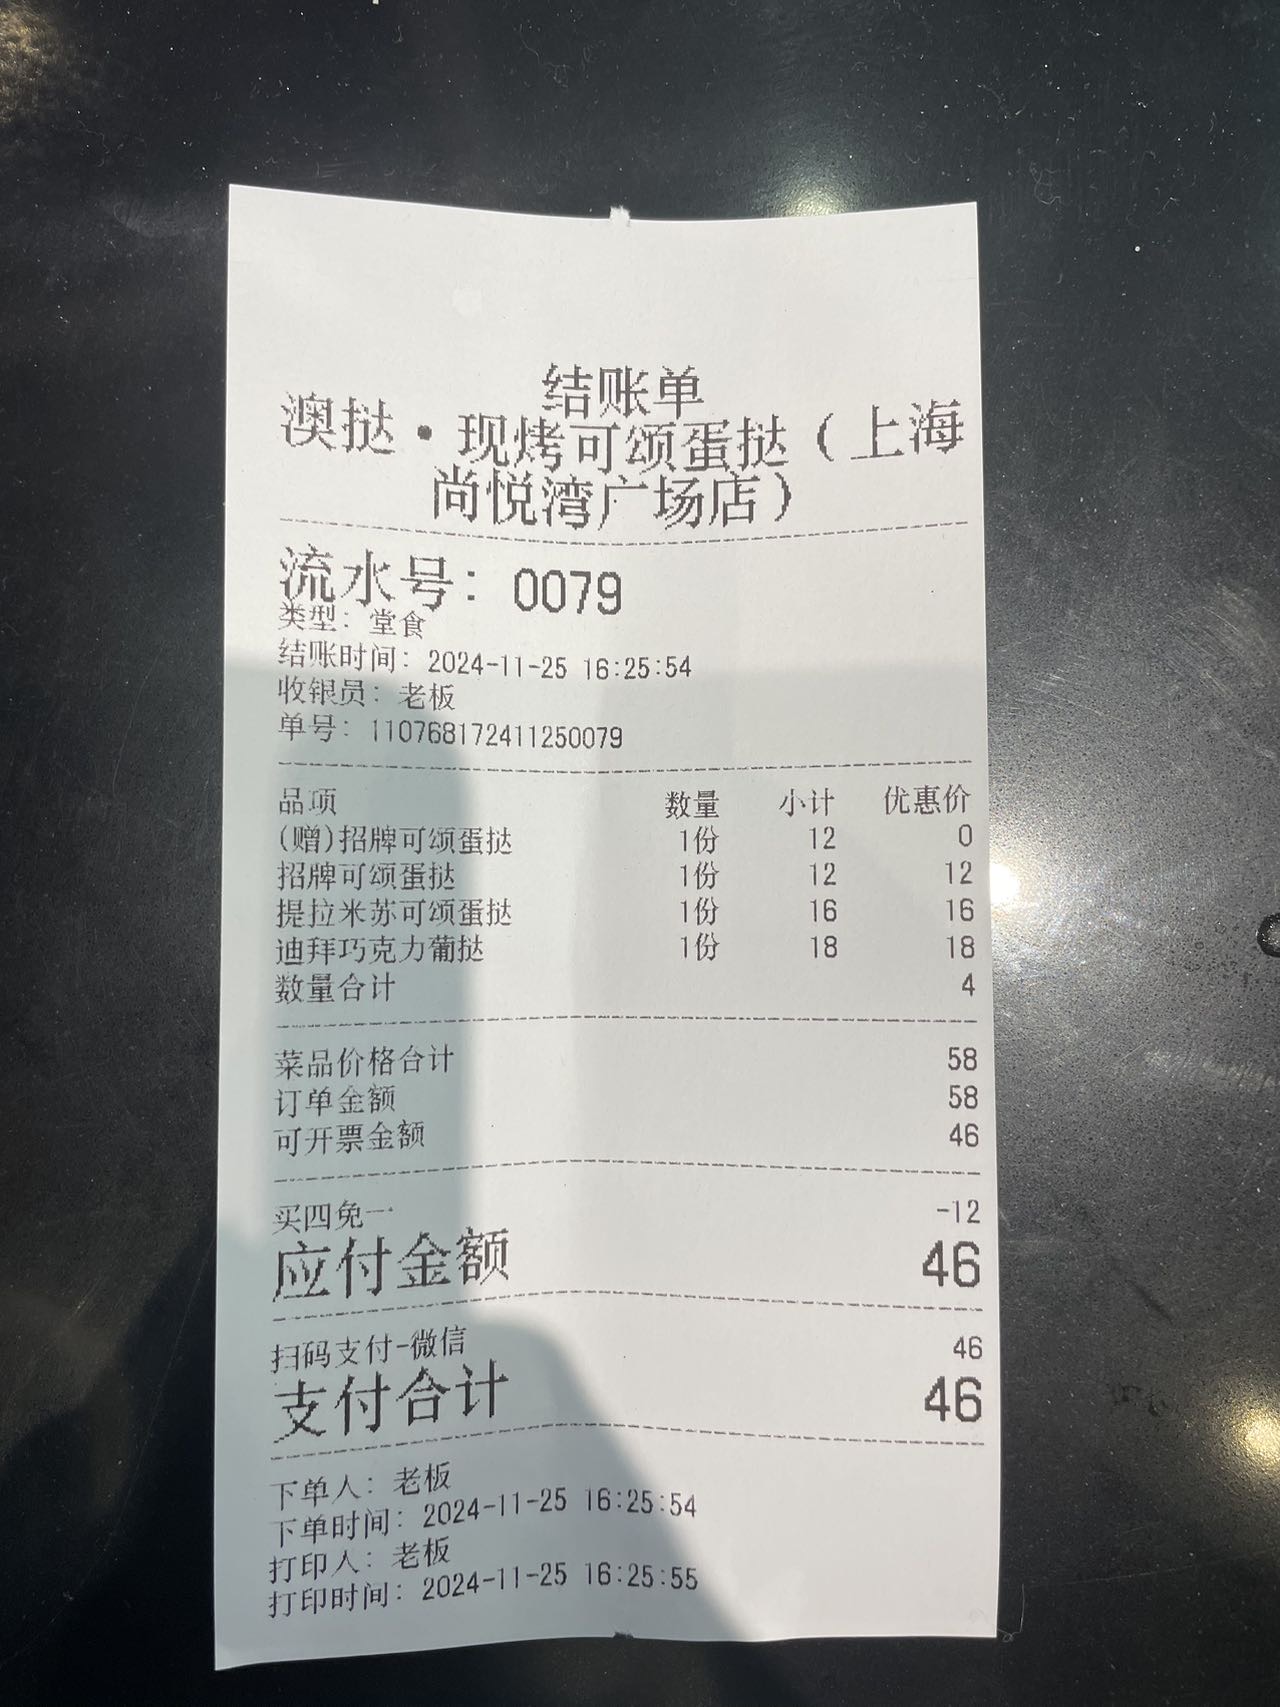 结账单
澳挞·现烤可颂蛋挞（上海
尚悦湾广场店）
流水号：0079
类型：堂食
结账时间：2024-11-25 16:25:54
收银员：老板
单号：110768172411250079
品项 数量 小计 优惠价
(赠)招牌可颂蛋挞 1份 12 0
招牌可颂蛋挞 1份 12 12
提拉米苏可颂蛋挞 1份 16 16
迪拜巧克力葡挞 1份 18 18
数量合计 4
菜品价格合计 58
订单金额 58
可开票金额 46
买四免一 -12
应付金额 46
扫码支付-微信 46
支付合计 46
下单人：老板
下单时间：2024-11-25 16:25:54
打印人：老板
打印时间：2024-11-25 16:25:55